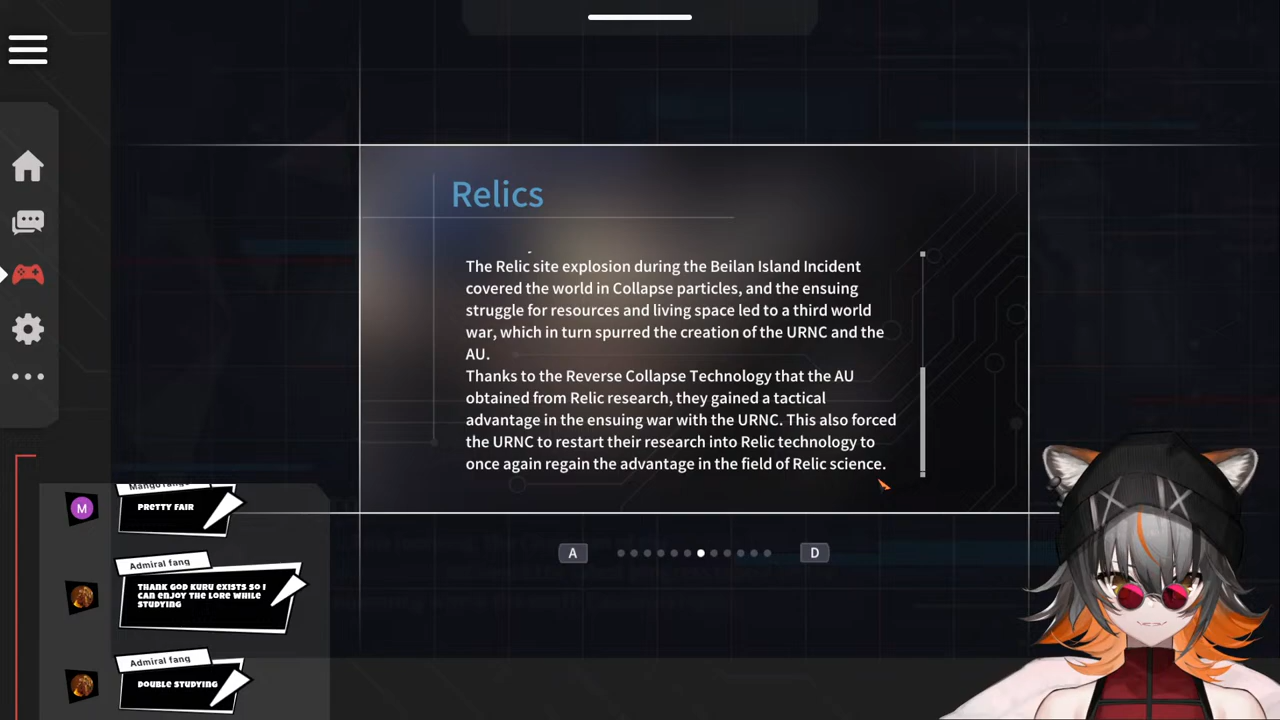 Relics
The Relic site explosion during the Beilan Island Incident
covered the world in Collapse particles, and the ensuing
struggle for resources and living space led to a third world
war, which in turn spurred the creation of the URNC and the
AU.
Thanks to the Reverse Collapse Technology that the AU
obtained from Relic research, they gained a tactical
advantage in the ensuing war with the URNC. This also forced
the URNC to restart their research into Relic technology to
once again regain the advantage in the field of Relic science.
A
D
M
PRETTY FAIR
Admiral fang
THANK GOD KURU EXISTS SO I
CAN ENJOY THE LORE WHILE
STUDYING
Admiral fang
DOUBLE STUDYING